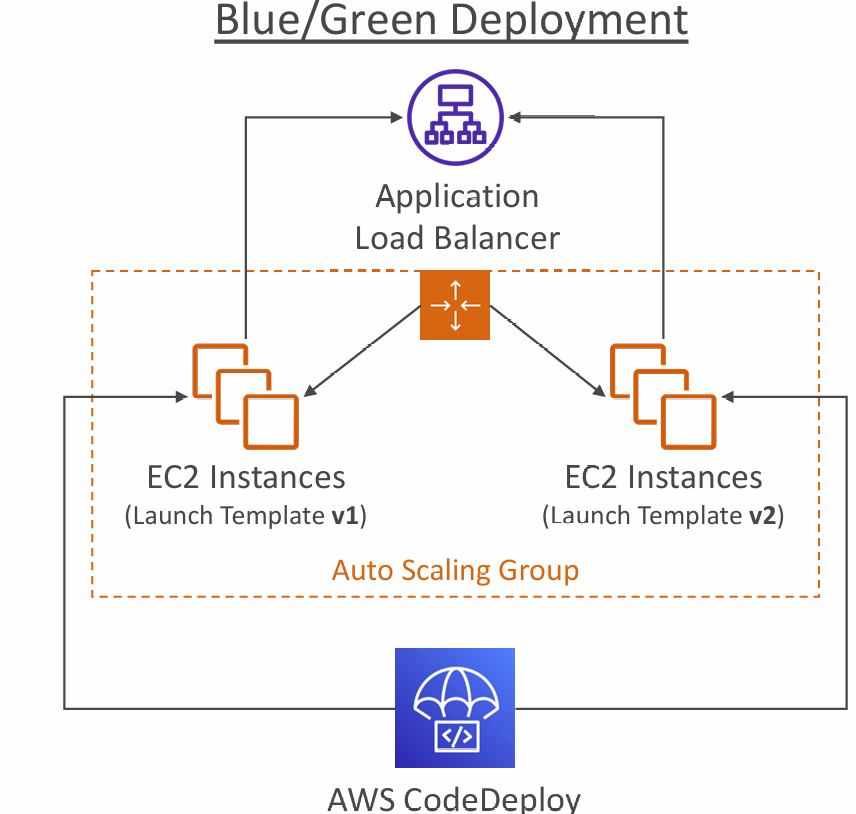 Blue/Green Deployment
Application
Load Balancer
EC2 Instances
(Launch Template v1)
EC2 Instances
(Launch Template v2)
Auto Scaling Group
</>
AWS CodeDeploy